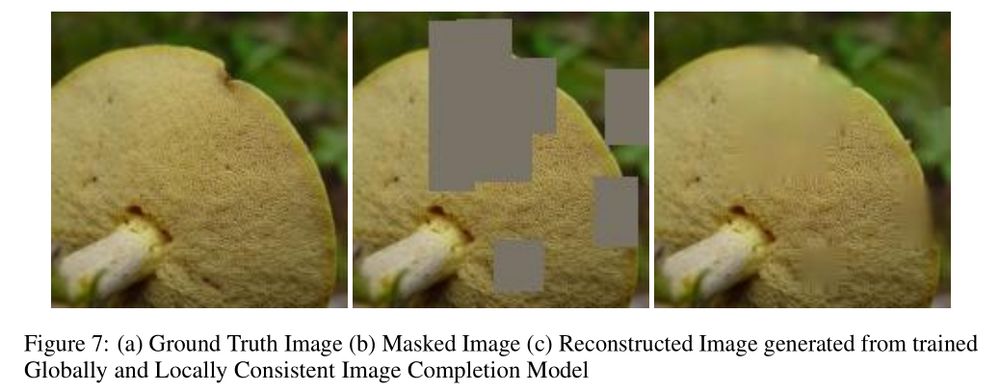 Figure 7: (a) Ground Truth Image (b) Masked Image (c) Reconstructed Image generated from trained
Globally and Locally Consistent Image Completion Model